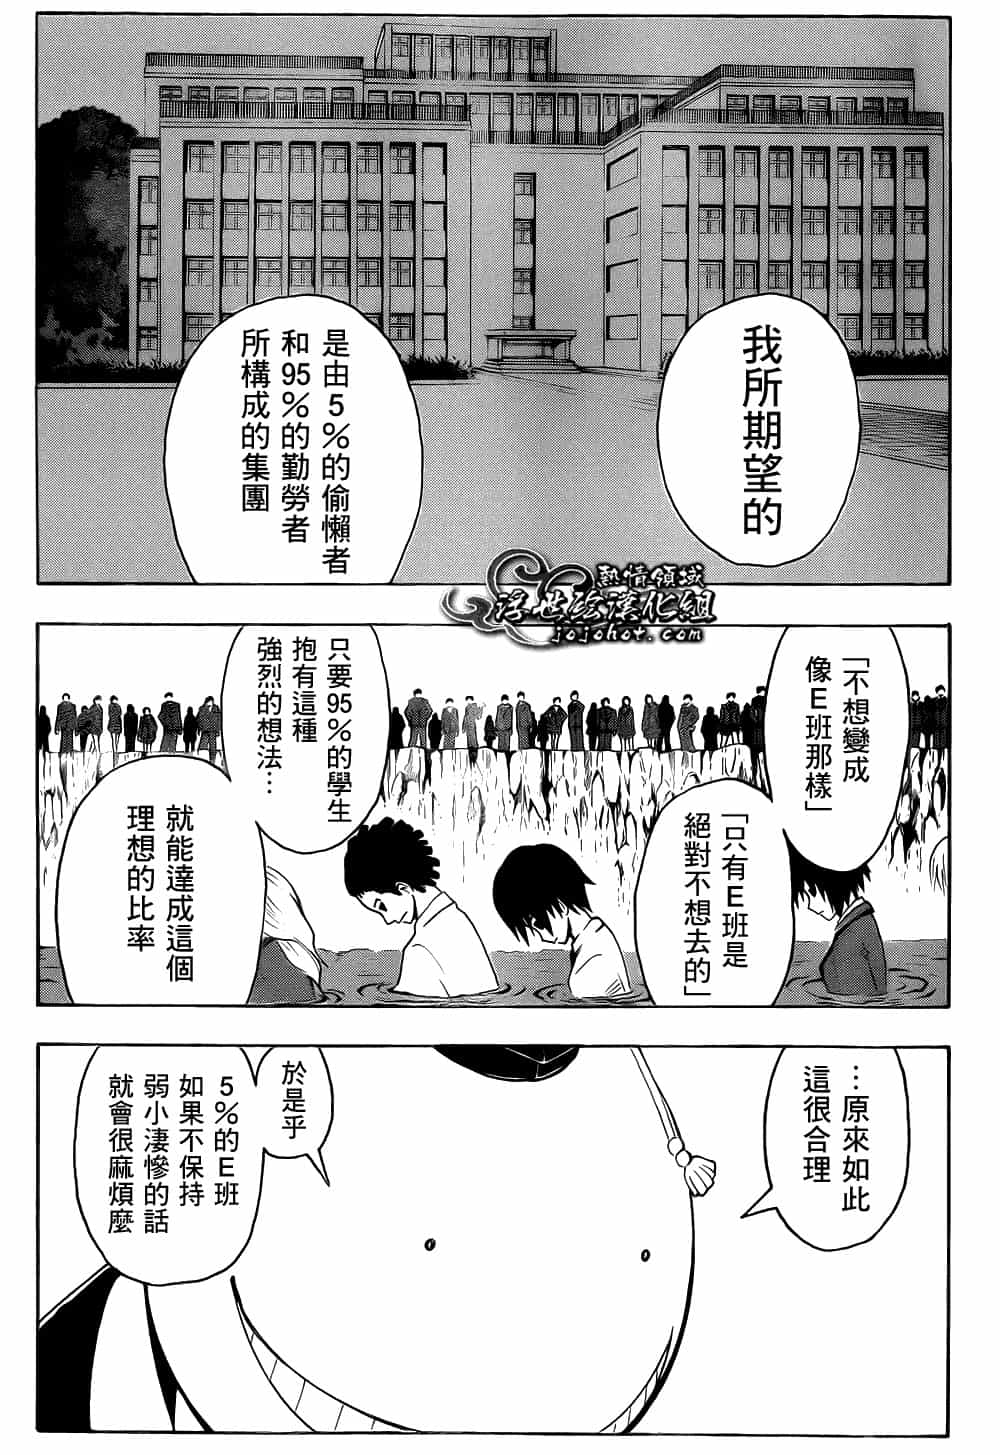 我所期望的
是由5%的偷懶者
和95%的勤勞者
所構成的集團
熱情領域
浮世繪漢化組
jojohot.com
「不想變成
像E班那樣」
「只有E班是
絕對不想去的」
只要95%的學生
抱有這種
強烈的想法…
就能達成這個
理想的比率
…原來如此
這很合理
於是乎
5%的E班
如果不保持
弱小淒慘的話
就會很麻煩麼